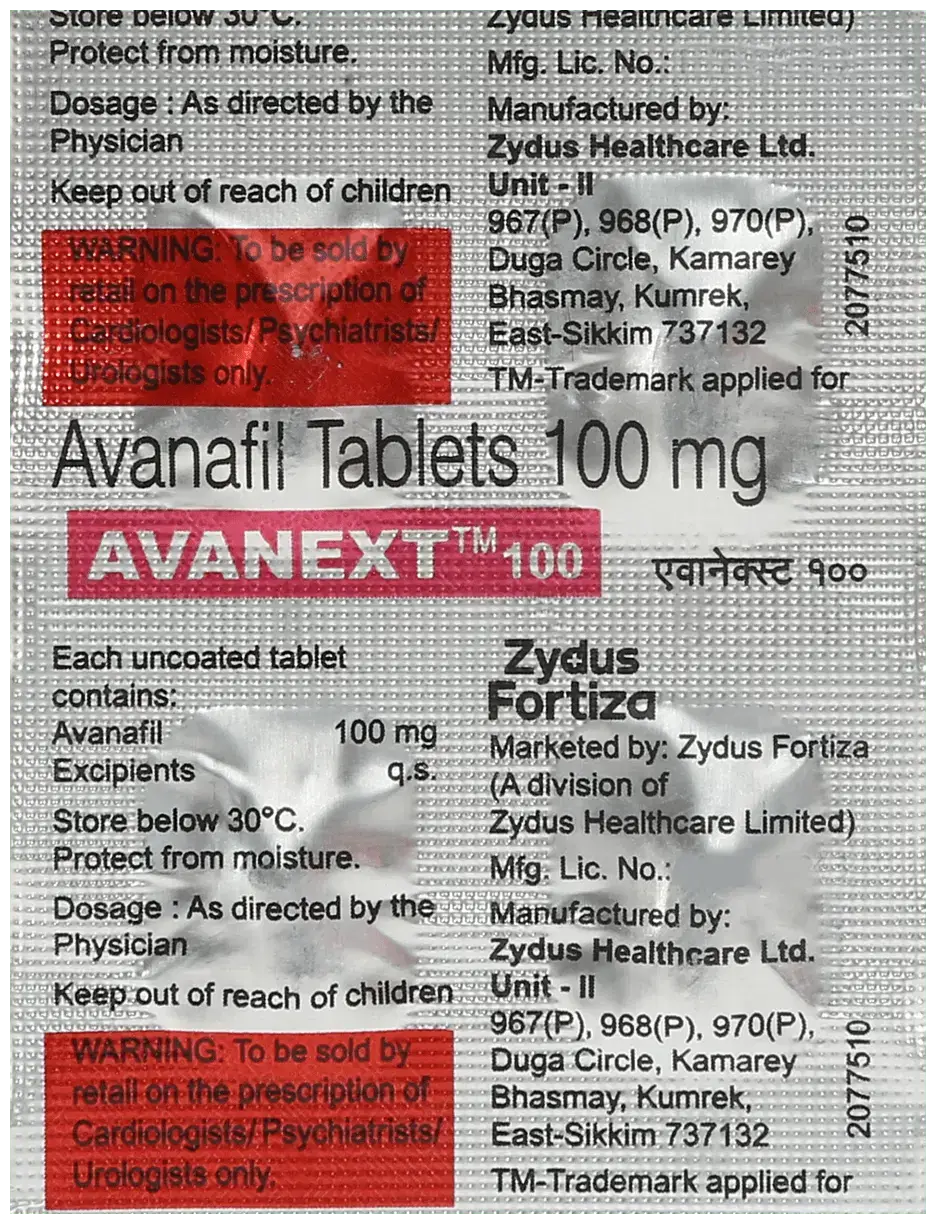 Store below 30°C.
Protect from moisture.
Dosage : As directed by the
Physician
Keep out of reach of children
WARNING: To be sold by
retail on the prescription of
Cardiologists/ Psychiatrists/
Urologists only.
Zydus Healthcare Limited)
Mfg. Lic. No.:
Manufactured by:
Zydus Healthcare Ltd.
Unit - II
967(P), 968(P), 970(P),
Duga Circle, Kamarey
Bhasmay, Kumrek,
East-Sikkim 737132
TM-Trademark applied for
2077510
Avanafil Tablets 100 mg
AVANEXT™ 100
एवानेक्स्ट १००
Each uncoated tablet
contains:
Avanafil 100 mg
Excipients q.s.
Store below 30°C.
Protect from moisture.
Dosage : As directed by the
Physician
Keep out of reach of children
WARNING: To be sold by
retail on the prescription of
Cardiologists/ Psychiatrists/
Urologists only.
Zydus
Fortiza
Marketed by: Zydus Fortiza
(A division of
Zydus Healthcare Limited)
Mfg. Lic. No.:
Manufactured by:
Zydus Healthcare Ltd.
Unit - II
967(P), 968(P), 970(P),
Duga Circle, Kamarey
Bhasmay, Kumrek,
East-Sikkim 737132
TM-Trademark applied for
2077510